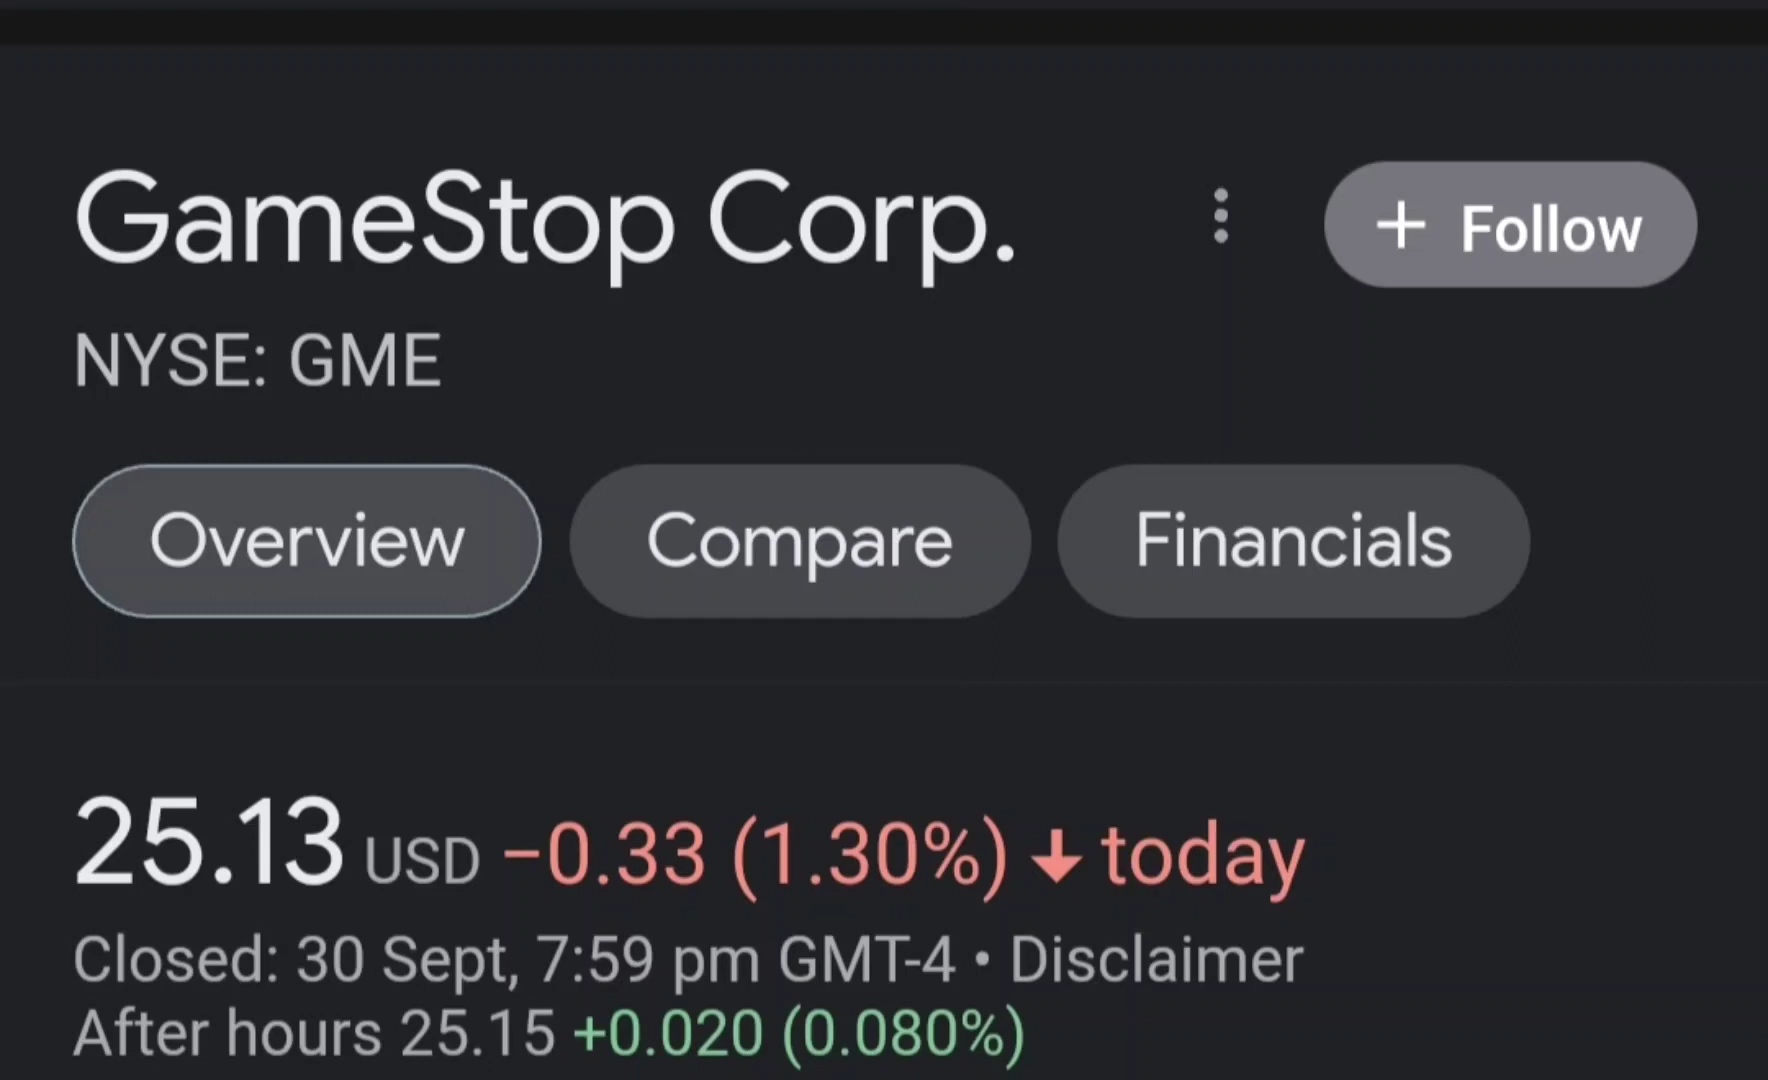 GameStop Corp.
+ Follow
NYSE: GME
Overview Compare Financials
25.13 USD −0.33 (1.30%) ↓ today
Closed: 30 Sept, 7:59 pm GMT-4 • Disclaimer
After hours 25.15 +0.020 (0.080%)